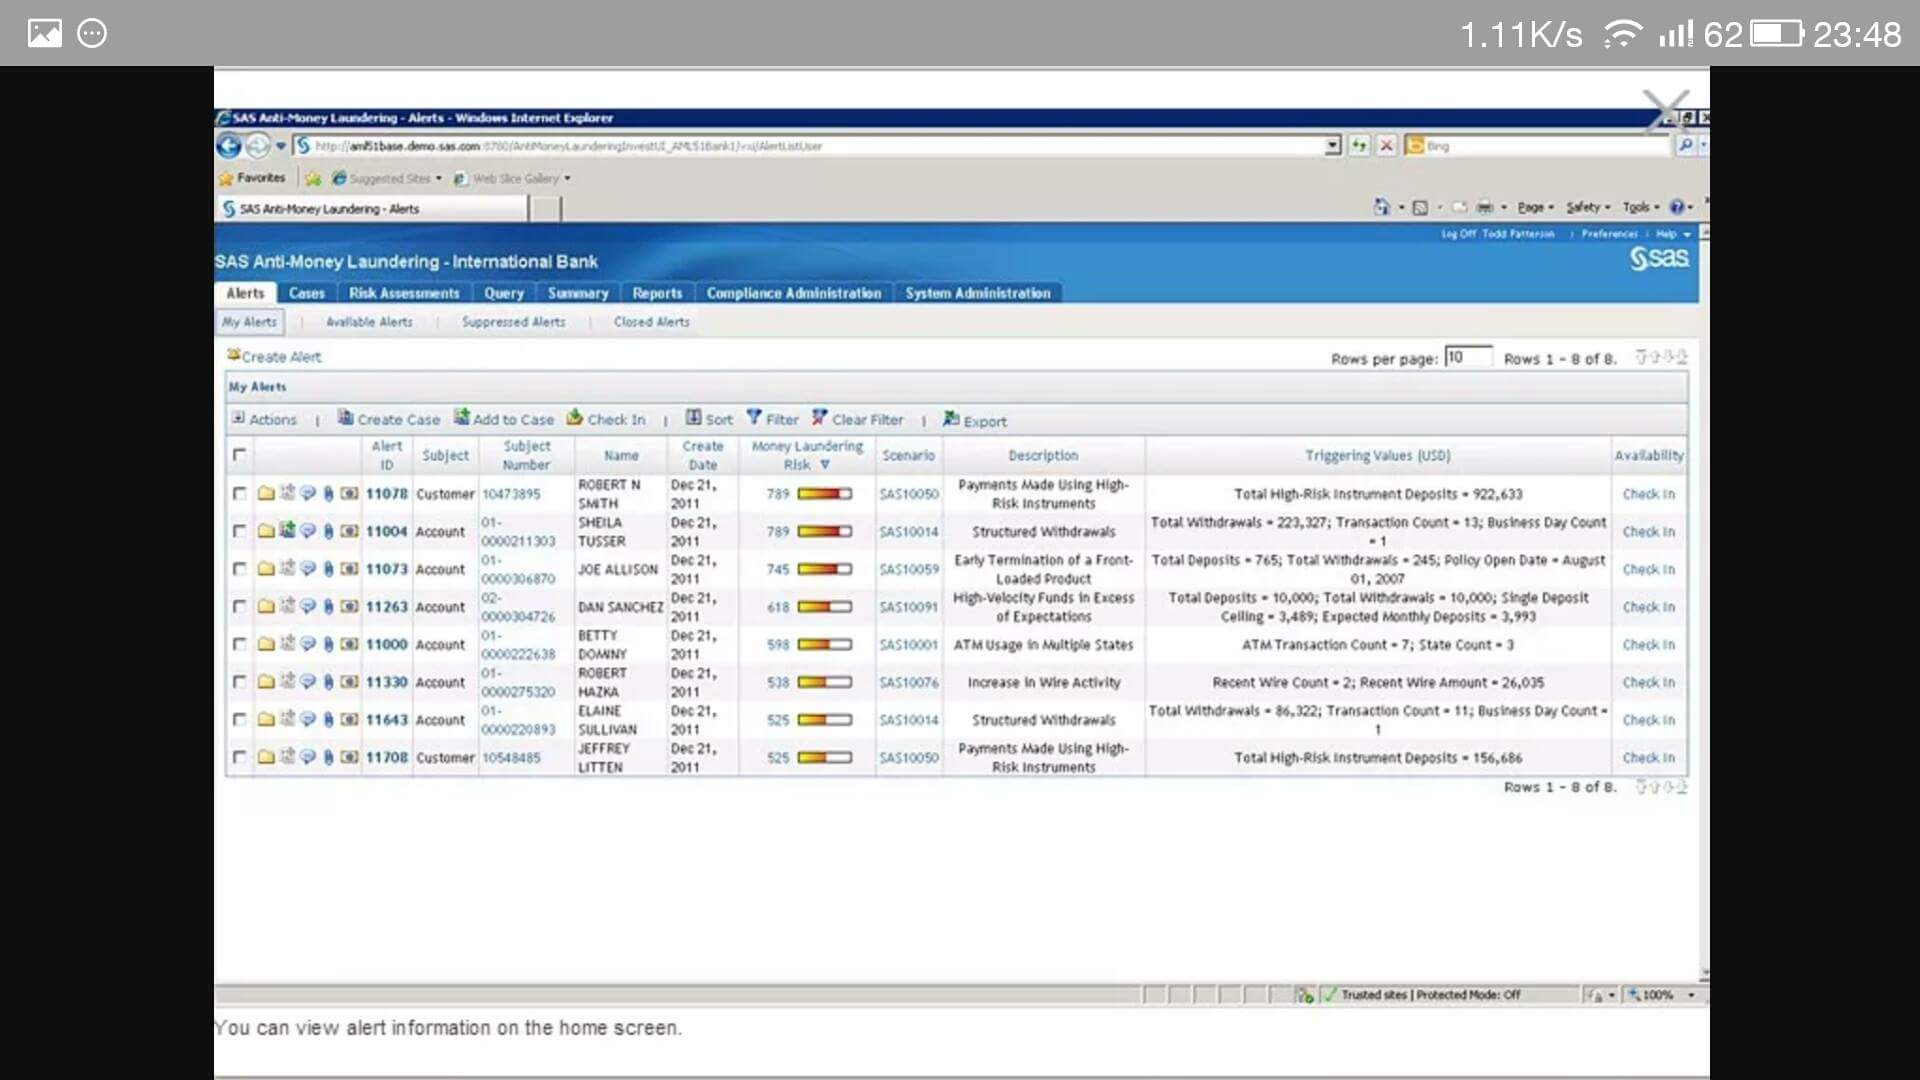 1.11K/s 62 23:48
SAS Anti-Money Laundering - Alerts - Windows Internet Explorer
http://aml51base.demo.sas.com:8780/AntiMoneyLaunderingInvestUI_AML51Bank1/vxi/AlertListUser
Bing
Favorites Suggested Sites Web Slice Gallery
SAS Anti-Money Laundering - Alerts Page Safety Tools
Log Off Todd Patterson Preferences Help
SAS Anti-Money Laundering - International Bank sas
Alerts Cases Risk Assessments Query Summary Reports Compliance Administration System Administration
My Alerts Available Alerts Suppressed Alerts Closed Alerts
Create Alert Rows per page: 10 Rows 1 - 8 of 8.
My Alerts
Actions | Create Case Add to Case Check In | Sort Filter Clear Filter | Export
Alert ID Subject Subject Number Name Create Date Money Laundering Risk Scenario Description Triggering Values (USD) Availability
11078 Customer 10473895 ROBERT N SMITH Dec 21, 2011 789 SAS10050 Payments Made Using High-Risk Instruments Total High-Risk Instrument Deposits = 922,633 Check In
11004 Account 01-0000211303 SHEILA TUSSER Dec 21, 2011 789 SAS10014 Structured Withdrawals Total Withdrawals = 223,327; Transaction Count = 13; Business Day Count = 1 Check In
11073 Account 01-0000306870 JOE ALLISON Dec 21, 2011 745 SAS10059 Early Termination of a Front-Loaded Product Total Deposits = 765; Total Withdrawals = 245; Policy Open Date = August 01, 2007 Check In
11263 Account 02-0000304726 DAN SANCHEZ Dec 21, 2011 618 SAS10091 High-Velocity Funds in Excess of Expectations Total Deposits = 10,000; Total Withdrawals = 10,000; Single Deposit Ceiling = 3,489; Expected Monthly Deposits = 3,993 Check In
11000 Account 01-0000222638 BETTY DOWNY Dec 21, 2011 598 SAS10001 ATM Usage in Multiple States ATM Transaction Count = 7; State Count = 3 Check In
11330 Account 01-0000275320 ROBERT HAZKA Dec 21, 2011 538 SAS10076 Increase in Wire Activity Recent Wire Count = 2; Recent Wire Amount = 26,035 Check In
11643 Account 01-0000220893 ELAINE SULLIVAN Dec 21, 2011 525 SAS10014 Structured Withdrawals Total Withdrawals = 86,322; Transaction Count = 11; Business Day Count = 1 Check In
11708 Customer 10548485 JEFFREY LITTEN Dec 21, 2011 525 SAS10050 Payments Made Using High-Risk Instruments Total High-Risk Instrument Deposits = 156,686 Check In
Rows 1 - 8 of 8.
Trusted sites | Protected Mode: Off 100%
You can view alert information on the home screen.